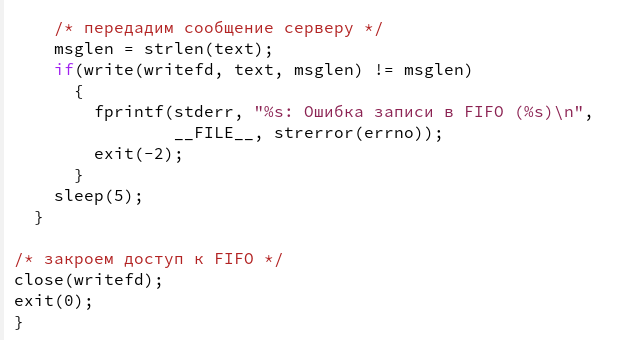 /* передадим сообщение серверу */
msglen = strlen(text);
if(write(writefd, text, msglen) != msglen)
{
fprintf(stderr, "%s: Ошибка записи в FIFO (%s)\n",
__FILE__, strerror(errno));
exit(-2);
}
sleep(5);
}
/* закроем доступ к FIFO */
close(writefd);
exit(0);
}